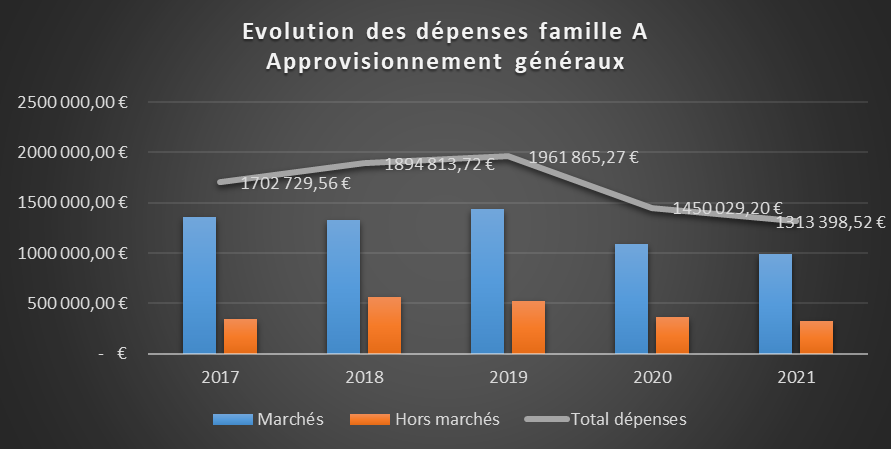 Evolution des dépenses famille A
Approvisionnement généraux
2500 000,00 €
2000 000,00 €
1500 000,00 €
1000 000,00 €
500 000,00 €
- €
1702 729,56 €
1894 813,72 €
1961 865,27 €
1450 029,20 €
1313 398,52 €
2017 2018 2019 2020 2021
Marchés Hors marchés Total dépenses